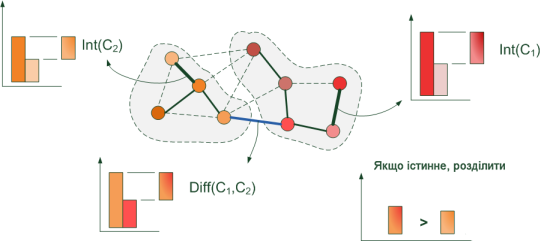 Int(C₂)
Int(C₁)
Diff(C₁,C₂)
Якщо істинне, розділити
>